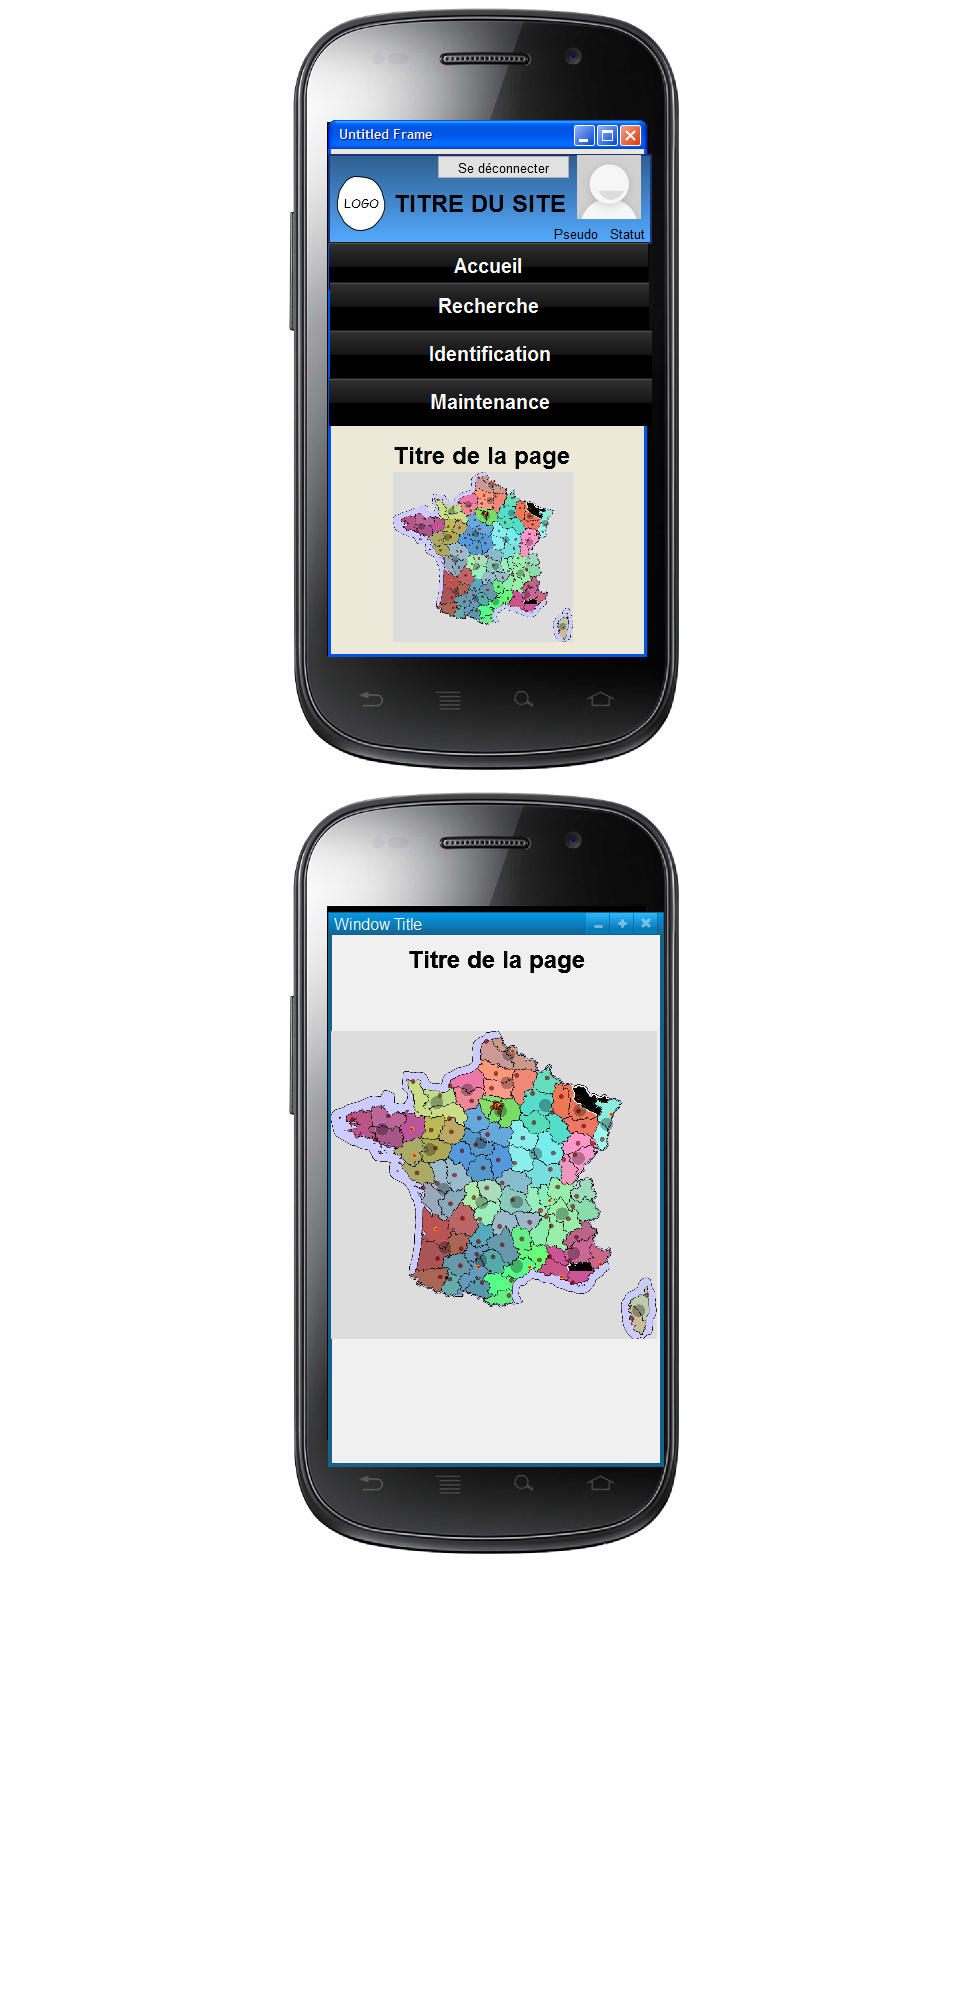 Untitled Frame
Se déconnecter
LOGO
TITRE DU SITE
Pseudo Statut
Accueil
Recherche
Identification
Maintenance
Titre de la page
Window Title
Titre de la page